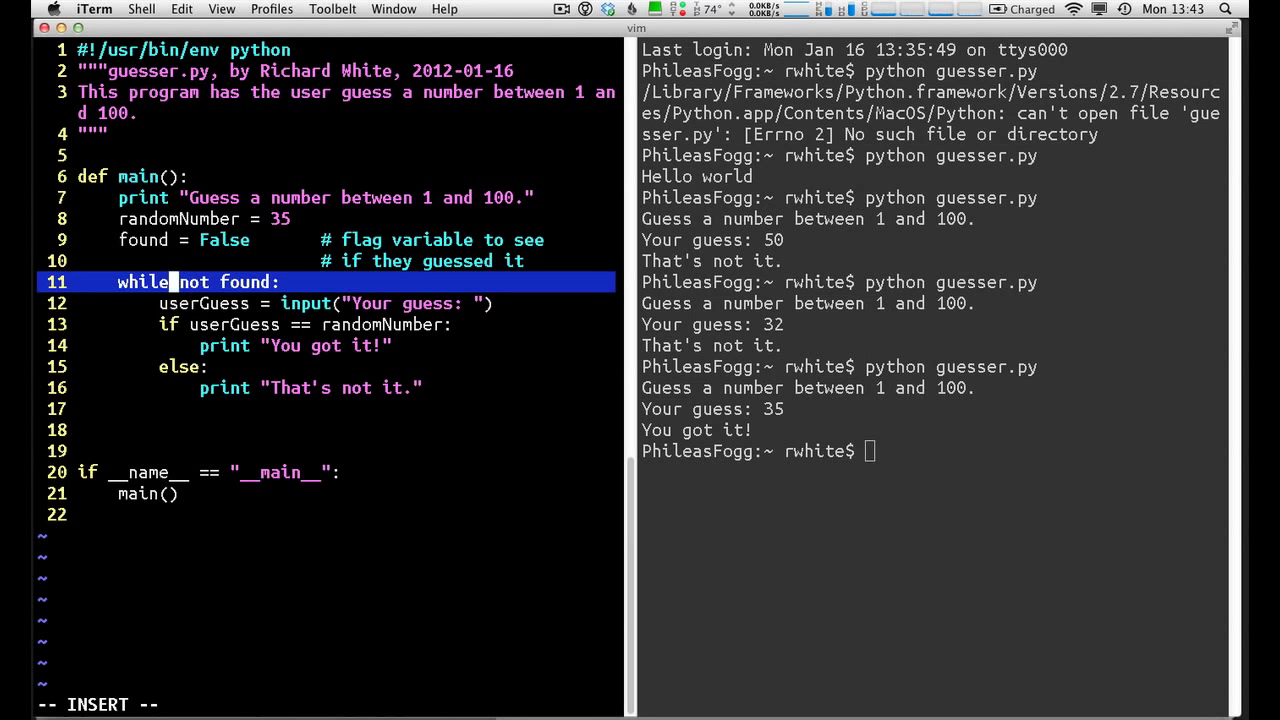 iTerm Shell Edit View Profiles Toolbelt Window Help 74° 0.0KB/s 0.0KB/s Charged Mon 13:43
vim
1 #!/usr/bin/env python
2 """guesser.py, by Richard White, 2012-01-16
3 This program has the user guess a number between 1 an
d 100.
4 """
5
6 def main():
7 print "Guess a number between 1 and 100."
8 randomNumber = 35
9 found = False # flag variable to see
10 # if they guessed it
11 while not found:
12 userGuess = input("Your guess: ")
13 if userGuess == randomNumber:
14 print "You got it!"
15 else:
16 print "That's not it."
17
18
19
20 if __name__ == "__main__":
21 main()
22
~
~
~
~
~
~
~
~
-- INSERT --
Last login: Mon Jan 16 13:35:49 on ttys000
PhileasFogg:~ rwhite$ python guesser.py
/Library/Frameworks/Python.framework/Versions/2.7/Resourc
es/Python.app/Contents/MacOS/Python: can't open file 'gue
sser.py': [Errno 2] No such file or directory
PhileasFogg:~ rwhite$ python guesser.py
Hello world
PhileasFogg:~ rwhite$ python guesser.py
Guess a number between 1 and 100.
Your guess: 50
That's not it.
PhileasFogg:~ rwhite$ python guesser.py
Guess a number between 1 and 100.
Your guess: 32
That's not it.
PhileasFogg:~ rwhite$ python guesser.py
Guess a number between 1 and 100.
Your guess: 35
You got it!
PhileasFogg:~ rwhite$